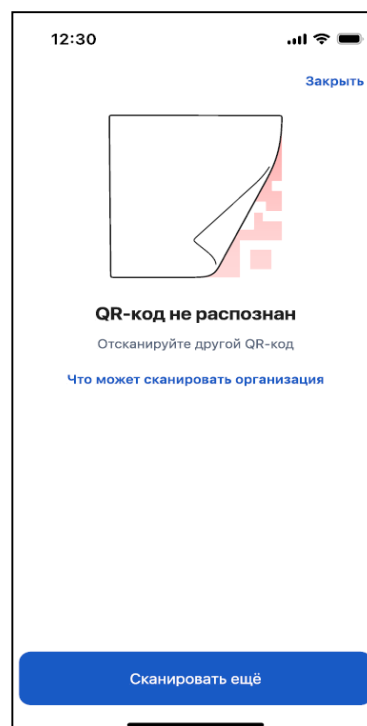 12:30
Закрыть
QR-код не распознан
Отсканируйте другой QR-код
Что может сканировать организация
Сканировать ещё